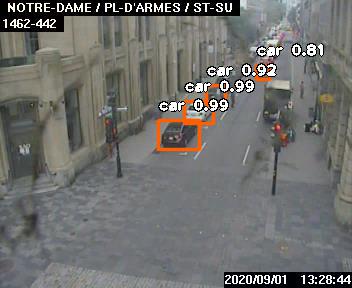 NOTRE-DAME / PL-D'ARMES / ST-SU
1462-442
car 0.81
car 0.92
car 0.99
car 0.99
2020/09/01 13:28:44